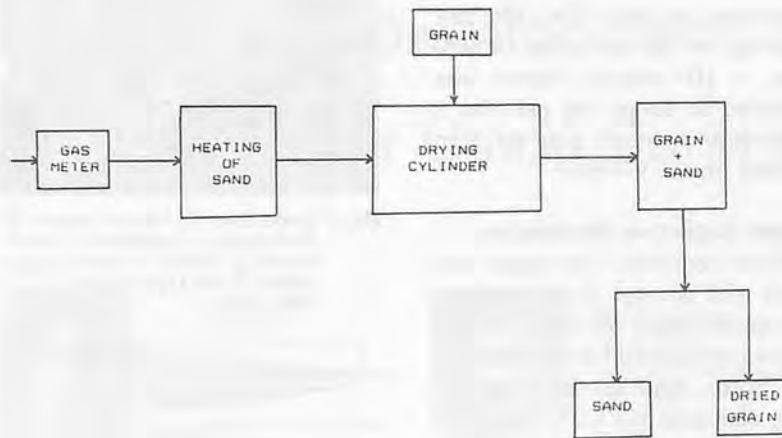 GRAIN
GAS
METER
HEATING
OF
SAND
DRYING
CYLINDER
GRAIN
+
SAND
SAND
DRIED
GRAIN